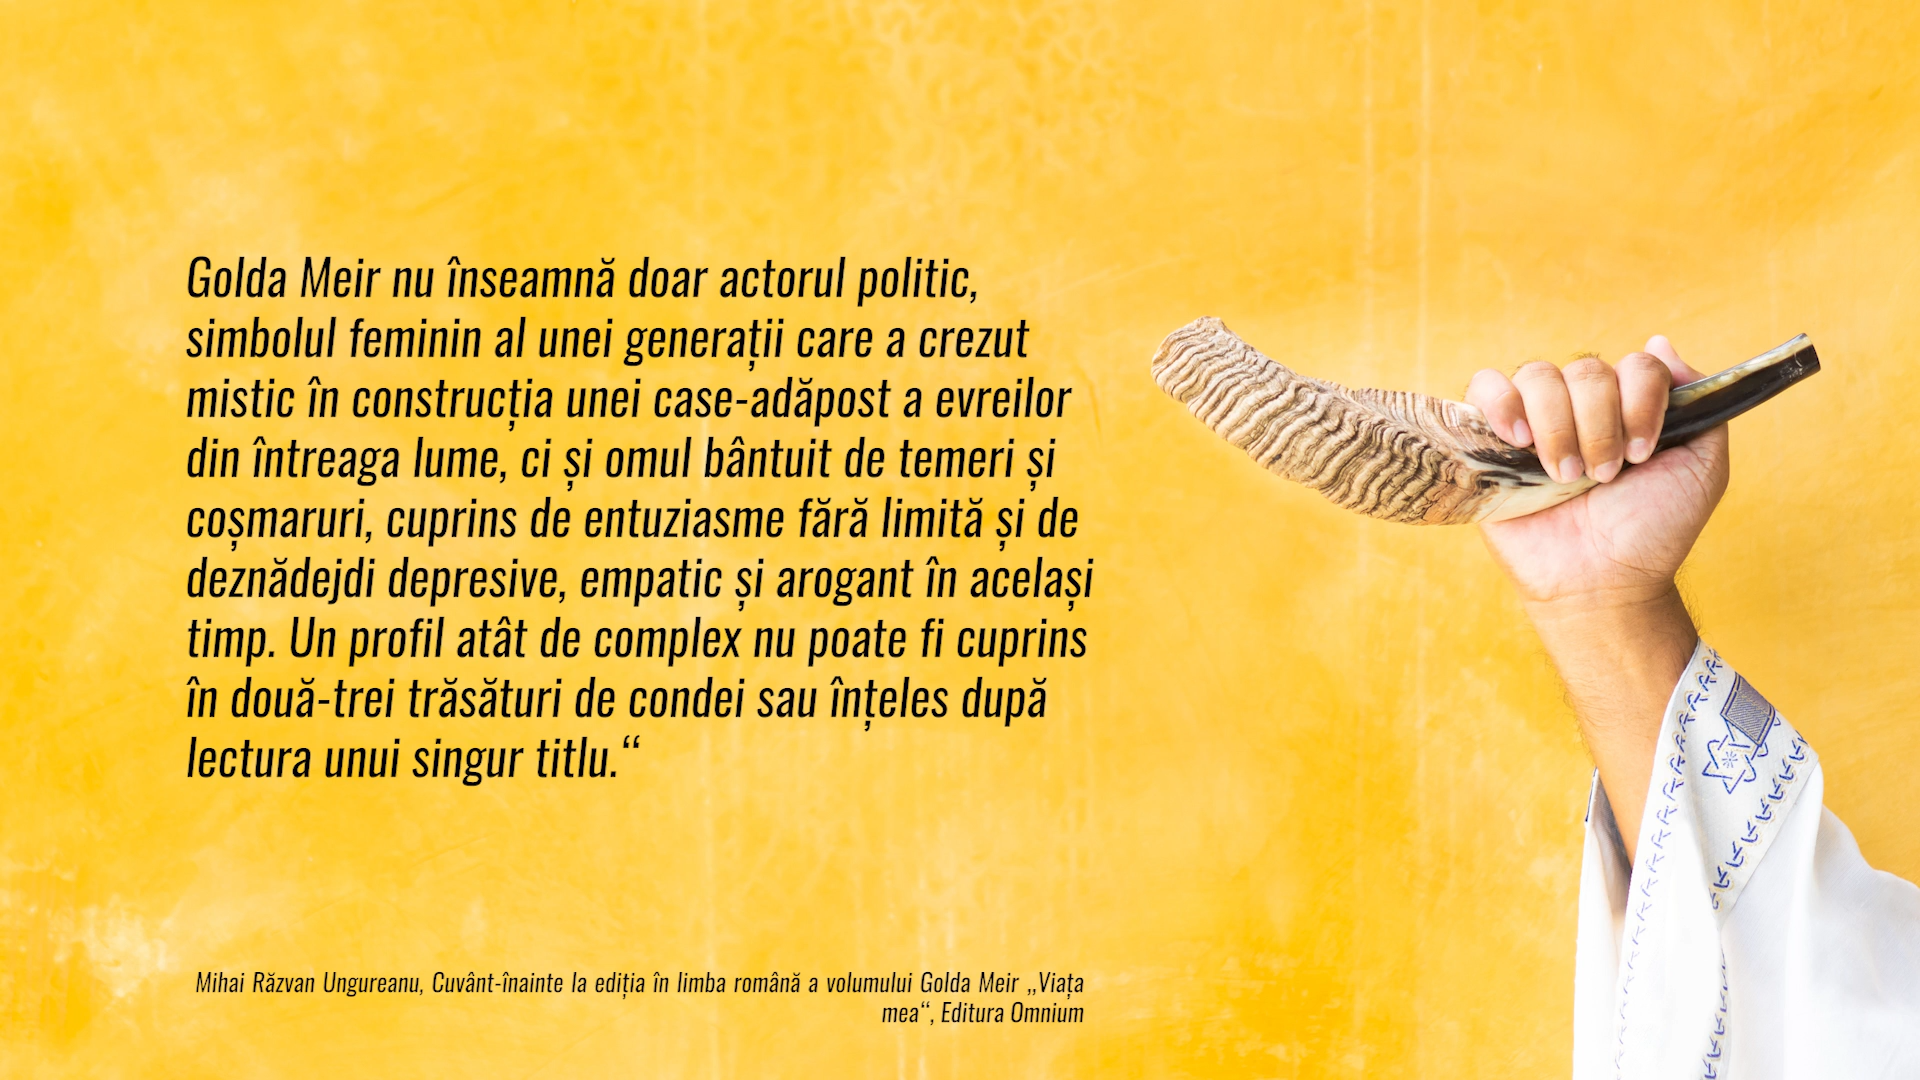 Golda Meir nu înseamnă doar actorul politic,
simbolul feminin al unei generații care a crezut
mistic în construcția unei case-adăpost a evreilor
din întreaga lume, ci și omul bântuit de temeri și
coșmaruri, cuprins de entuziasme fără limită și de
deznădejdi depresive, empatic și arogant în același
timp. Un profil atât de complex nu poate fi cuprins
în două-trei trăsături de condei sau înțeles după
lectura unui singur titlu.“
Mihai Răzvan Ungureanu, Cuvânt-înainte la ediția în limba română a volumului Golda Meir „Viața
mea“, Editura Omnium